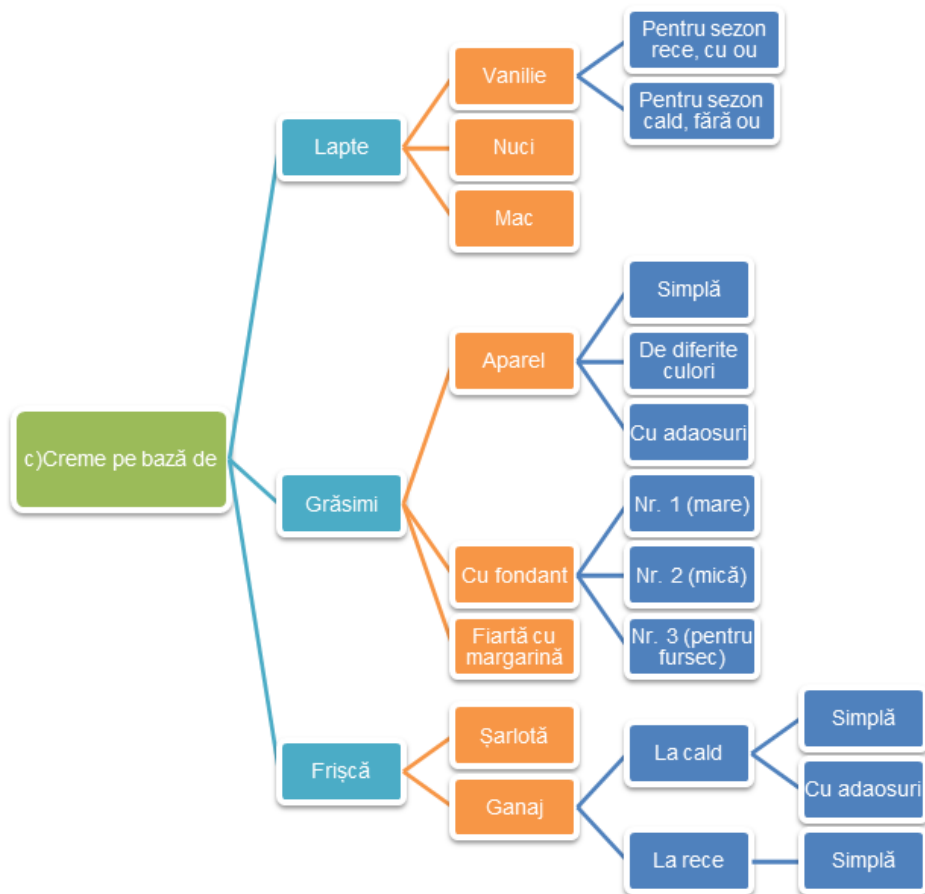 Pentru sezon
rece, cu ou
Vanilie
Pentru sezon
cald, fără ou
Lapte
Nuci
Mac
Simplă
Aparel
De diferite
culori
Cu adaosuri
c)Creme pe bază de
Grăsimi
Nr. 1 (mare)
Cu fondant
Nr. 2 (mică)
Fiartă cu
margarină
Nr. 3 (pentru
fursec)
Șarlotă
Simplă
La cald
Frișcă
Cu adaosuri
Ganaj
La rece
Simplă